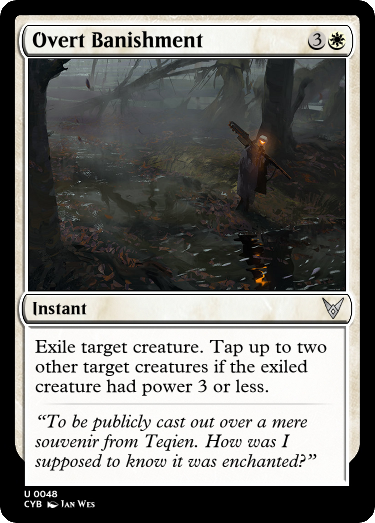 Overt Banishment 3
Instant
Exile target creature. Tap up to two
other target creatures if the exiled
creature had power 3 or less.
“To be publicly cast out over a mere
souvenir from Teqien. How was I
supposed to know it was enchanted?”
U 0048
CYB Jan Wes